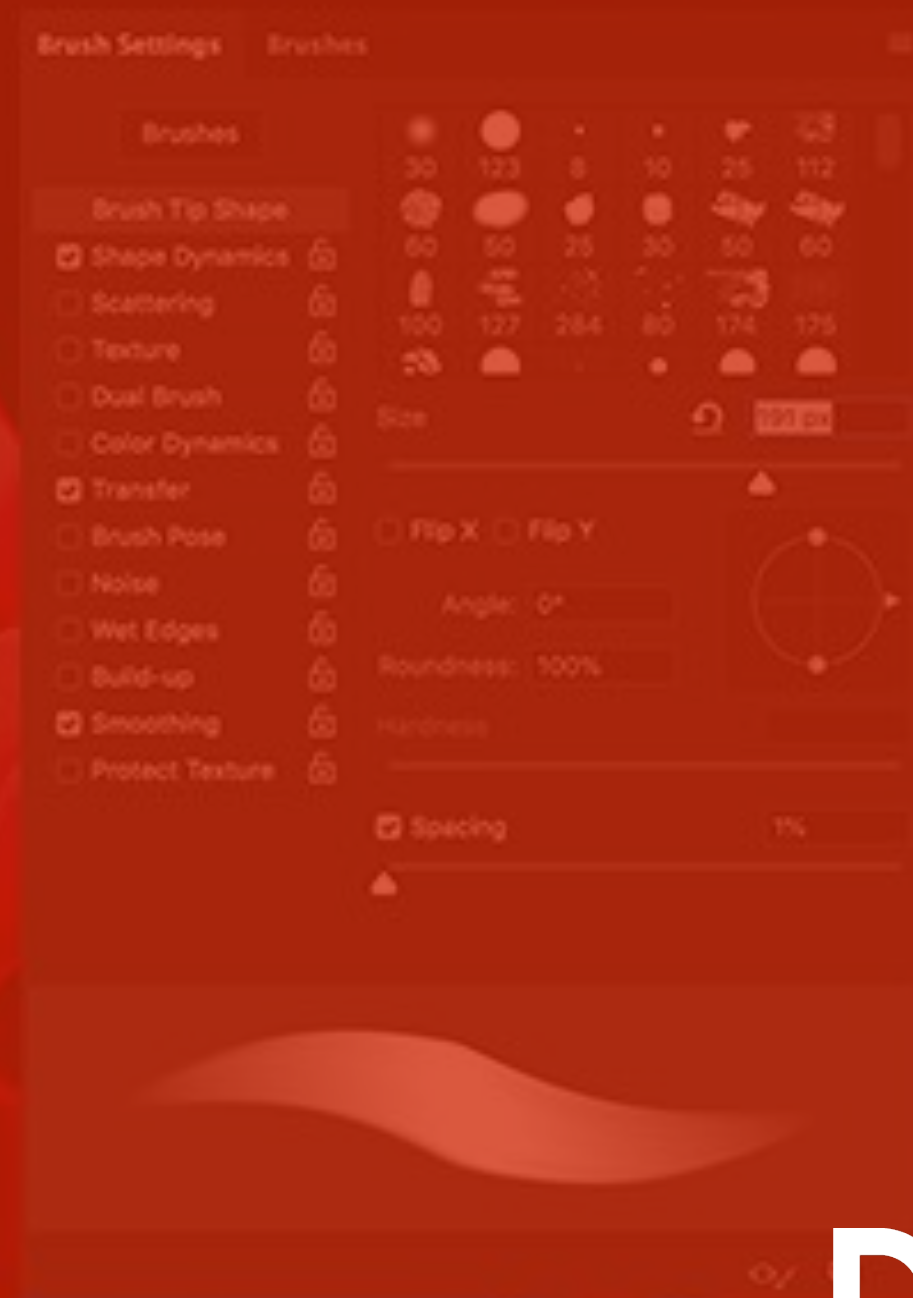 Brush Settings Brushes
Brushes
30 123 8 10 25 112
Brush Tip Shape
60 50 25 30 50 60
Shape Dynamics
Scattering
100 127 284 80 174 175
Texture
Dual Brush
Size 191 px
Color Dynamics
Transfer
Brush Pose
Flip X Flip Y
Noise
Angle: 0°
Wet Edges
Build-up
Roundness: 100%
Smoothing
Hardness
Protect Texture
Spacing 1%